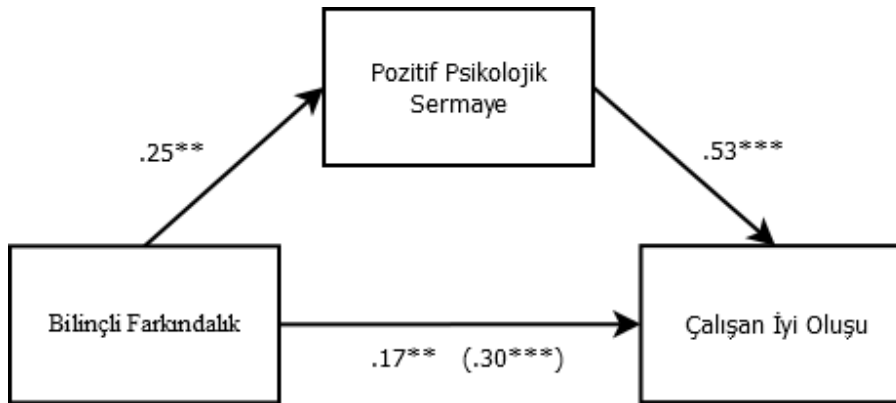 Pozitif Psikolojik
Sermaye
.25**
.53***
Bilinçli Farkındalık
Çalışan İyi Oluşu
.17** (.30***)